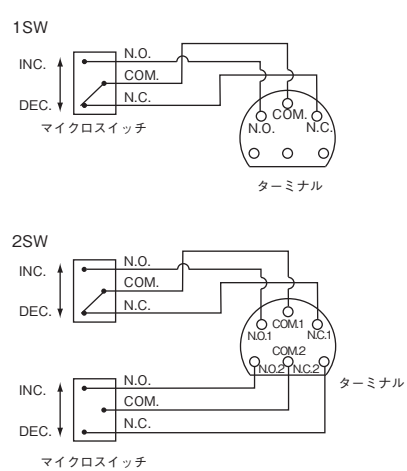 1SW
INC.
N.O.
COM.
DEC.
N.C.
マイクロスイッチ
COM.
N.O.
N.C.
ターミナル
2SW
INC.
N.O.
COM.
DEC.
N.C.
COM.1
N.O.1
N.C.1
COM.2
N.O.2
N.C.2
ターミナル
INC.
N.O.
COM.
DEC.
N.C.
マイクロスイッチ